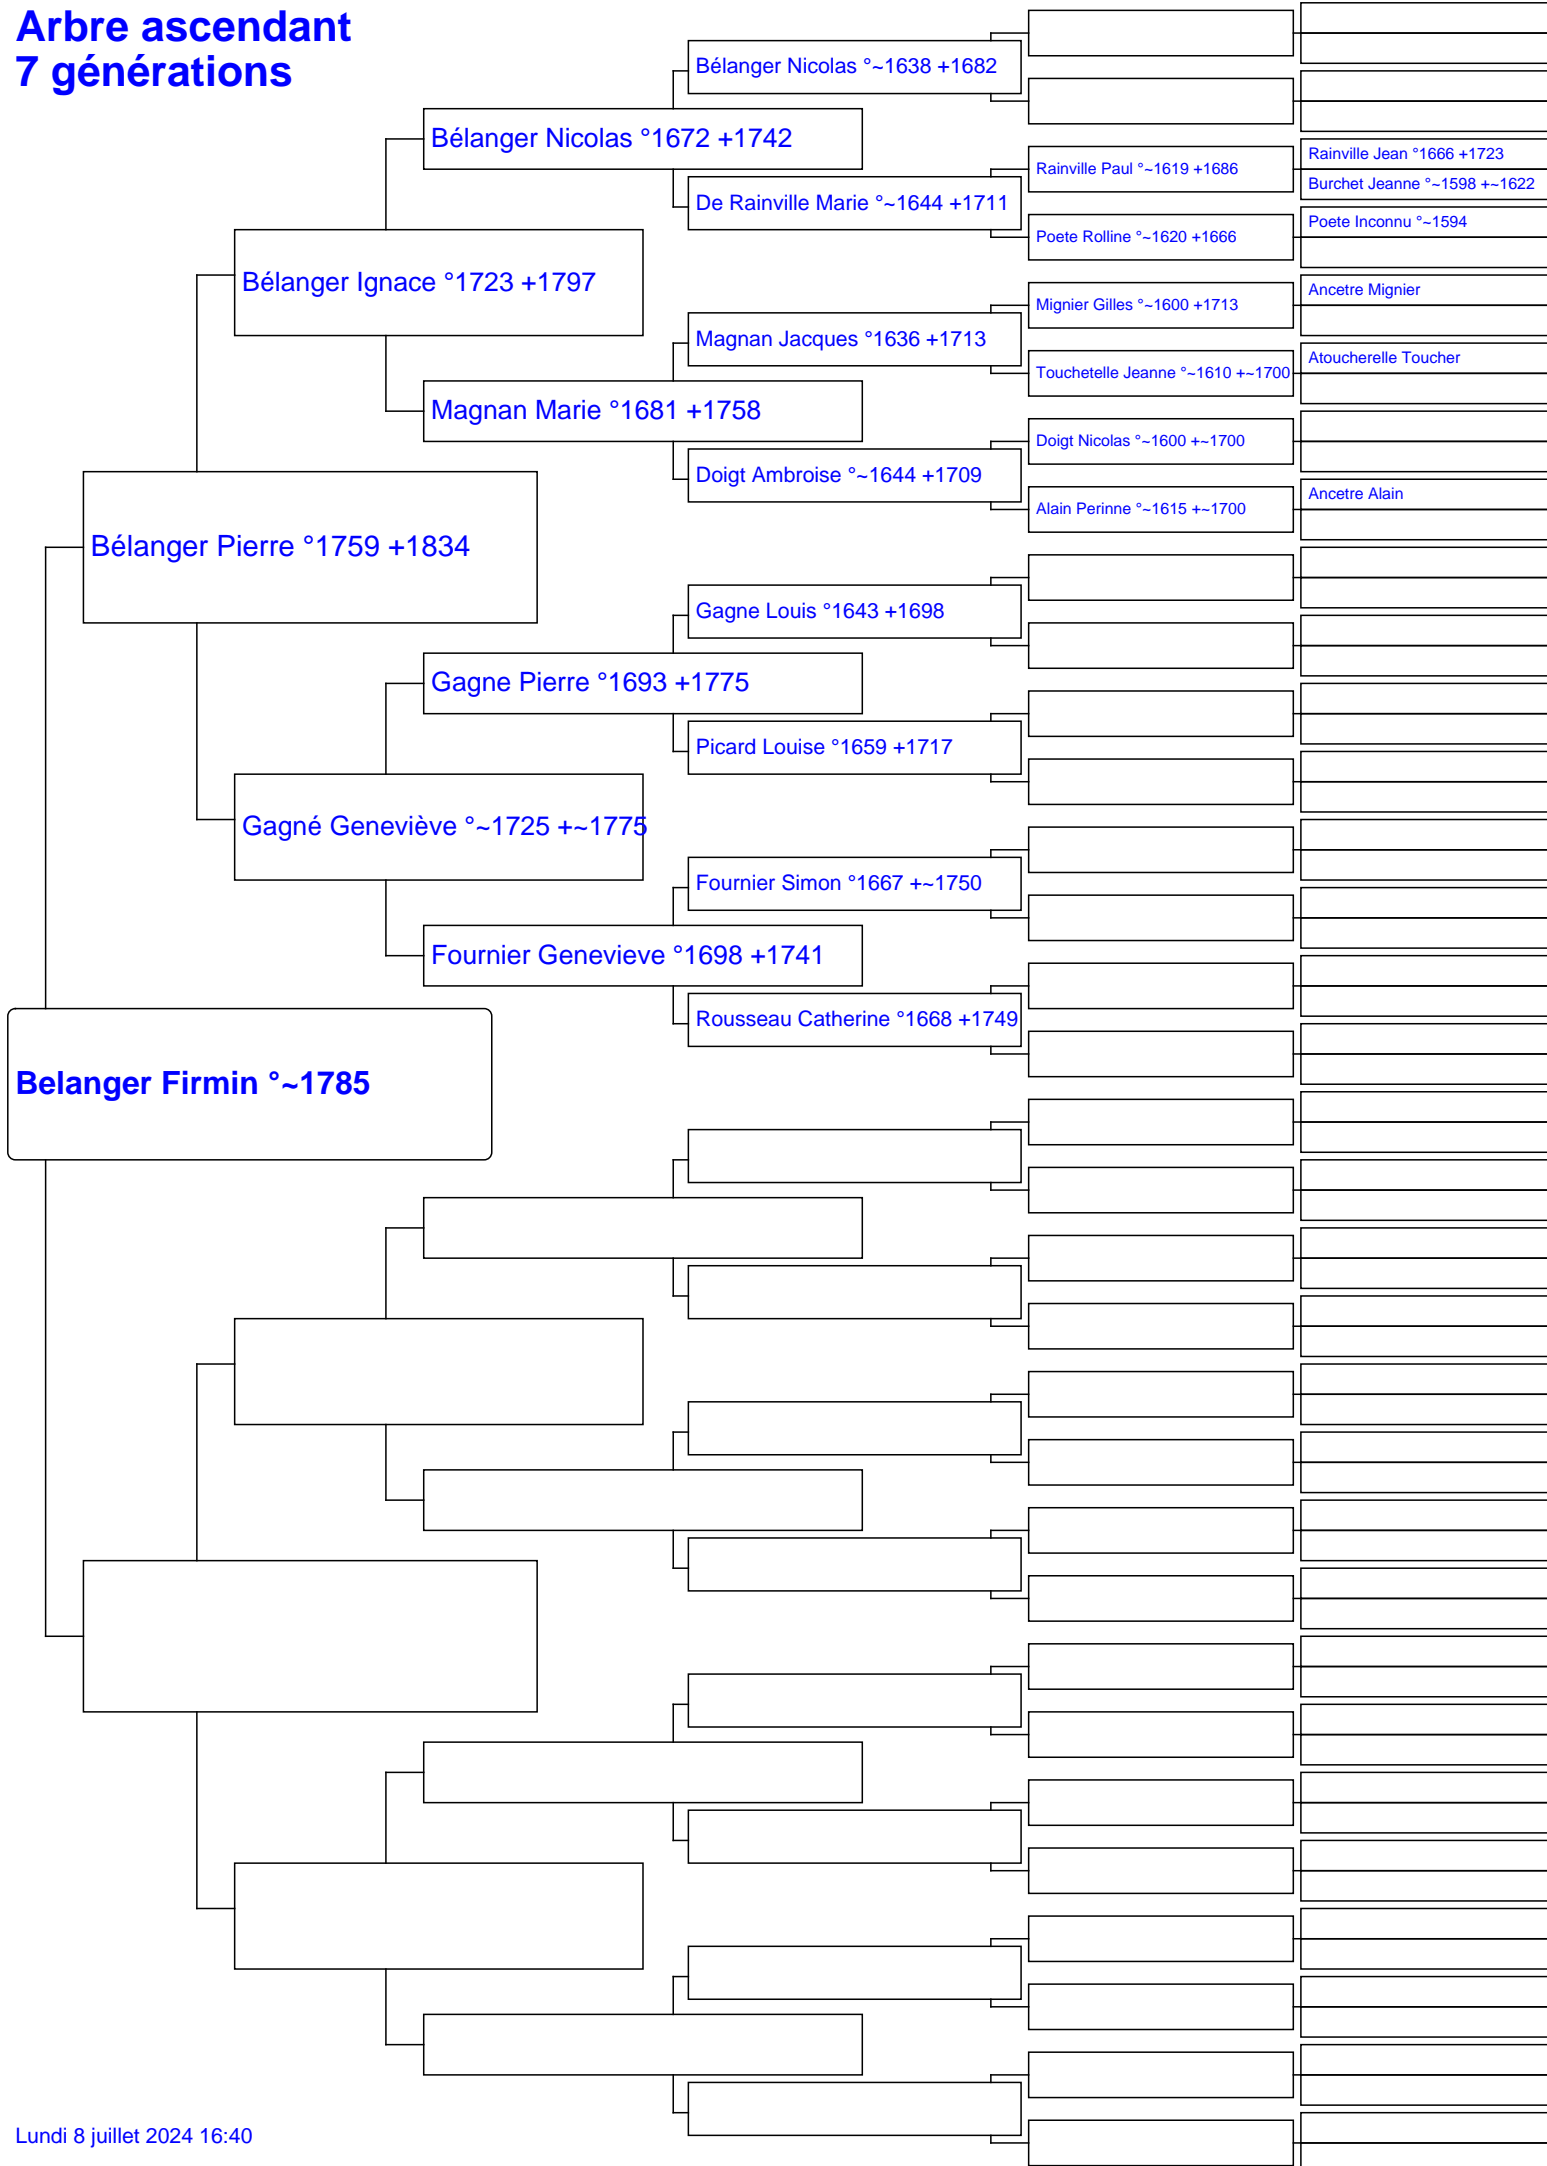 Arbre ascendant
7 générations
Bélanger Nicolas °~1638 +1682
Bélanger Nicolas °1672 +1742
Rainville Jean °1666 +1723
Rainville Paul °~1619 +1686
Burchet Jeanne °~1598 +~1622
De Rainville Marie °~1644 +1711
Poete Inconnu °~1594
Poete Rolline °~1620 +1666
Bélanger Ignace °1723 +1797
Ancetre Mignier
Mignier Gilles °~1600 +1713
Magnan Jacques °1636 +1713
Atoucherelle Toucher
Touchetelle Jeanne °~1610 +~1700
Magnan Marie °1681 +1758
Doigt Nicolas °~1600 +~1700
Doigt Ambroise °~1644 +1709
Ancetre Alain
Alain Perinne °~1615 +~1700
Bélanger Pierre °1759 +1834
Gagne Louis °1643 +1698
Gagne Pierre °1693 +1775
Picard Louise °1659 +1717
Gagné Geneviève °~1725 +~1775
Fournier Simon °1667 +~1750
Fournier Genevieve °1698 +1741
Rousseau Catherine °1668 +1749
Belanger Firmin °~1785
Lundi 8 juillet 2024 16:40